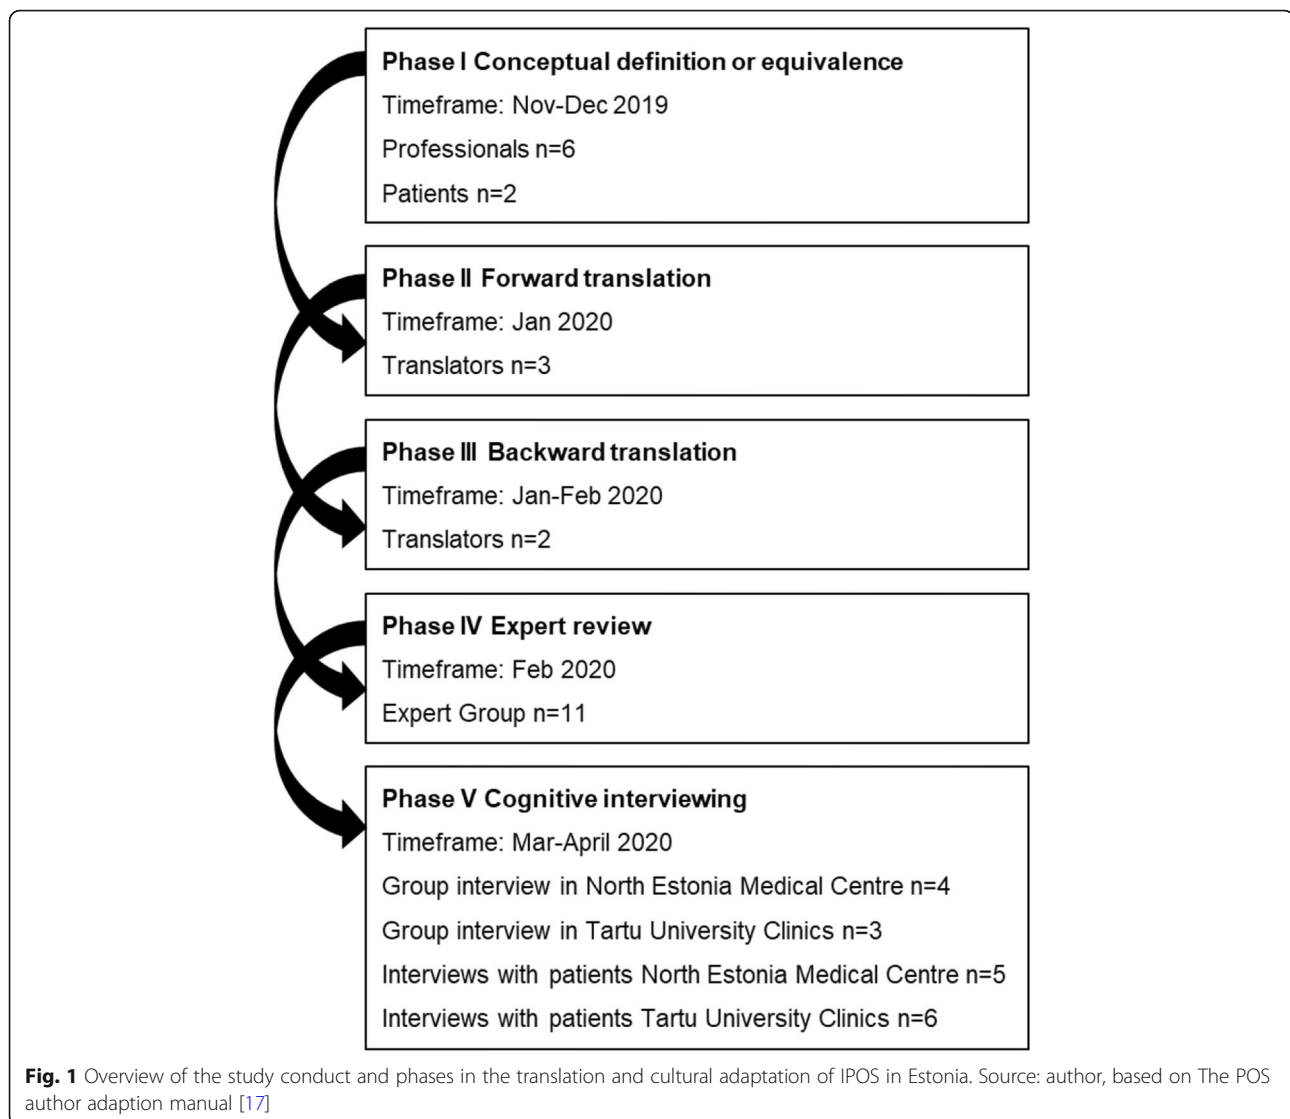 Phase I Conceptual definition or equivalence
Timeframe: Nov-Dec 2019
Professionals n=6
Patients n=2
Phase II Forward translation
Timeframe: Jan 2020
Translators n=3
Phase III Backward translation
Timeframe: Jan-Feb 2020
Translators n=2
Phase IV Expert review
Timeframe: Feb 2020
Expert Group n=11
Phase V Cognitive interviewing
Timeframe: Mar-April 2020
Group interview in North Estonia Medical Centre n=4
Group interview in Tartu University Clinics n=3
Interviews with patients North Estonia Medical Centre n=5
Interviews with patients Tartu University Clinics n=6
Fig. 1 Overview of the study conduct and phases in the translation and cultural adaptation of IPOS in Estonia. Source: author, based on The POS
author adaption manual [17]